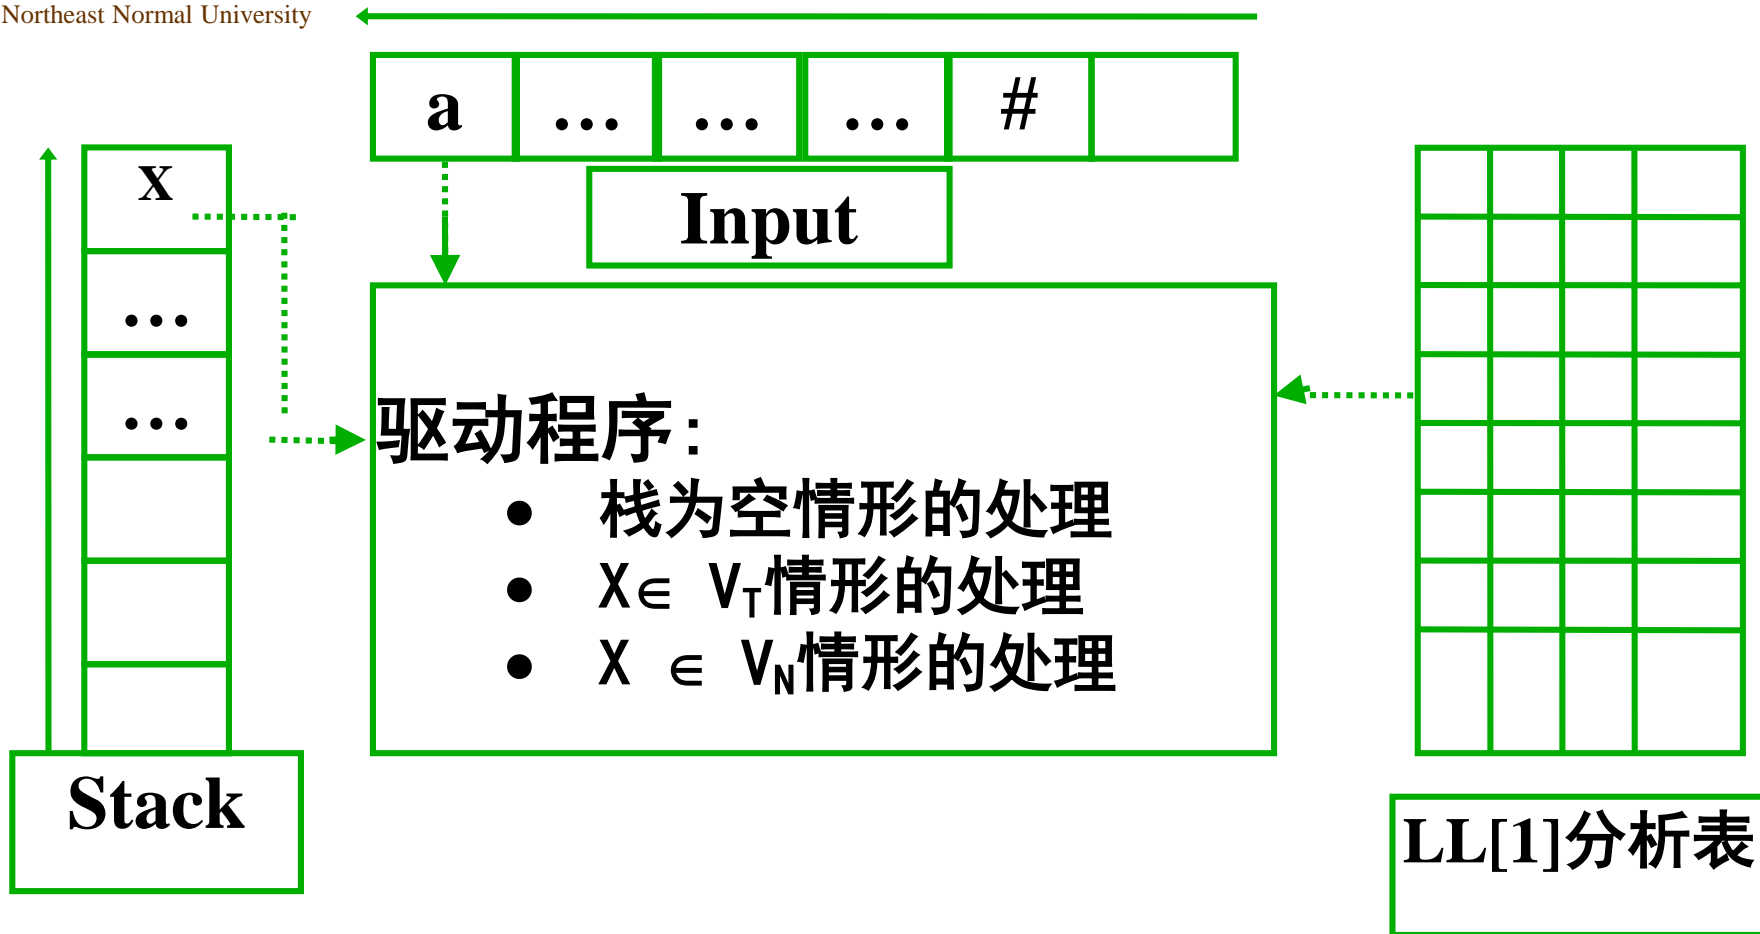 Northeast Normal University
a … … … #
Input
X
…
…
驱动程序:
● 栈为空情形的处理
● X∈ VT情形的处理
● X ∈ VN情形的处理
Stack
LL[1]分析表